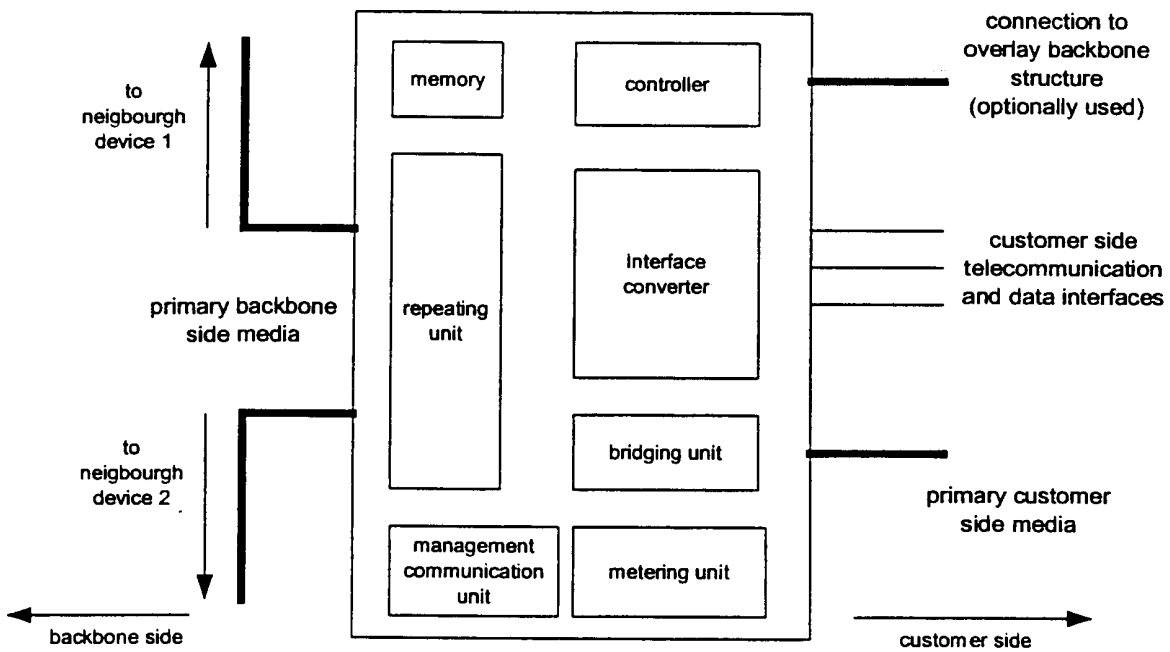 to
neigbourgh
device 1
memory
controller
connection to
overlay backbone
structure
(optionally used)
primary backbone
side media
repeating
unit
Interface
converter
customer side
telecommunication
and data interfaces
to
neigbourgh
device 2
bridging unit
primary customer
side media
management
communication
unit
metering unit
backbone side
customer side